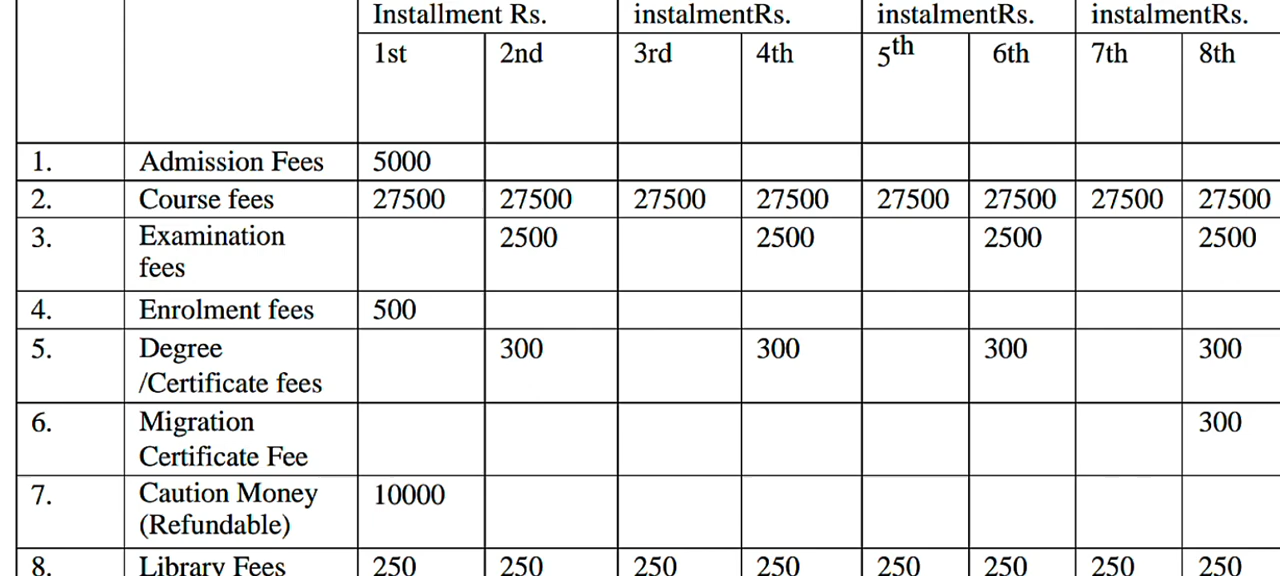 Installment Rs. instalmentRs. instalmentRs. instalmentRs.
1st 2nd 3rd 4th 5th 6th 7th 8th
1. Admission Fees 5000
2. Course fees 27500 27500 27500 27500 27500 27500 27500 27500
3. Examination 2500 2500 2500 2500
fees
4. Enrolment fees 500
5. Degree 300 300 300 300
/Certificate fees
6. Migration 300
Certificate Fee
7. Caution Money 10000
(Refundable)
8. Library Fees 250 250 250 250 250 250 250 250